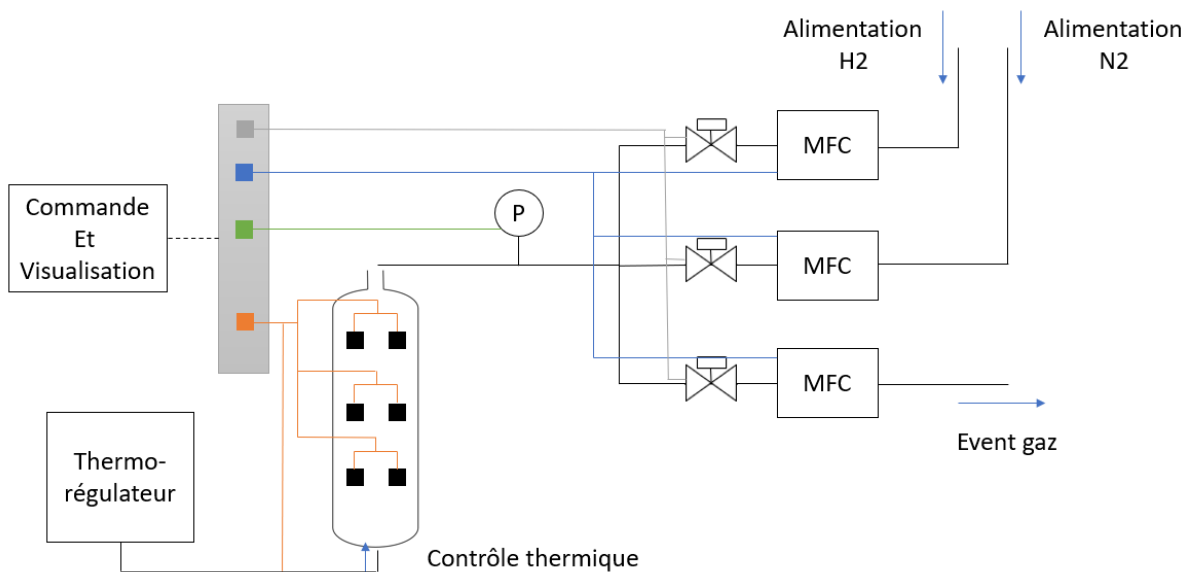 Alimentation
H2
Alimentation
N2
MFC
Commande
Et
Visualisation
P
MFC
MFC
Event gaz
Thermo-
régulateur
Contrôle thermique